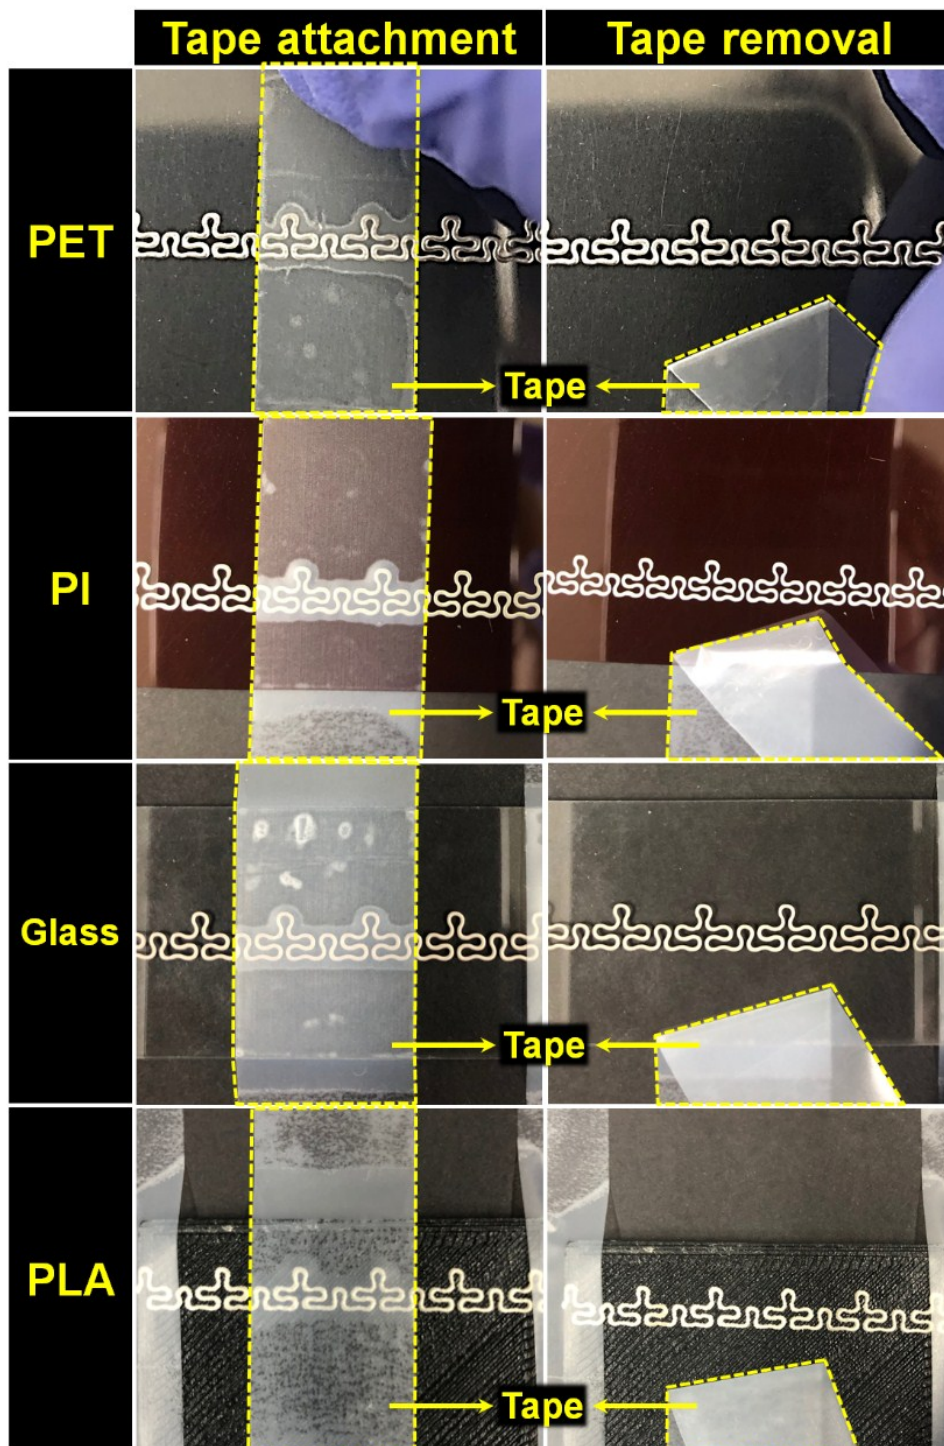 Tape attachment
Tape removal
PET
Tape
PI
Tape
Glass
Tape
PLA
Tape